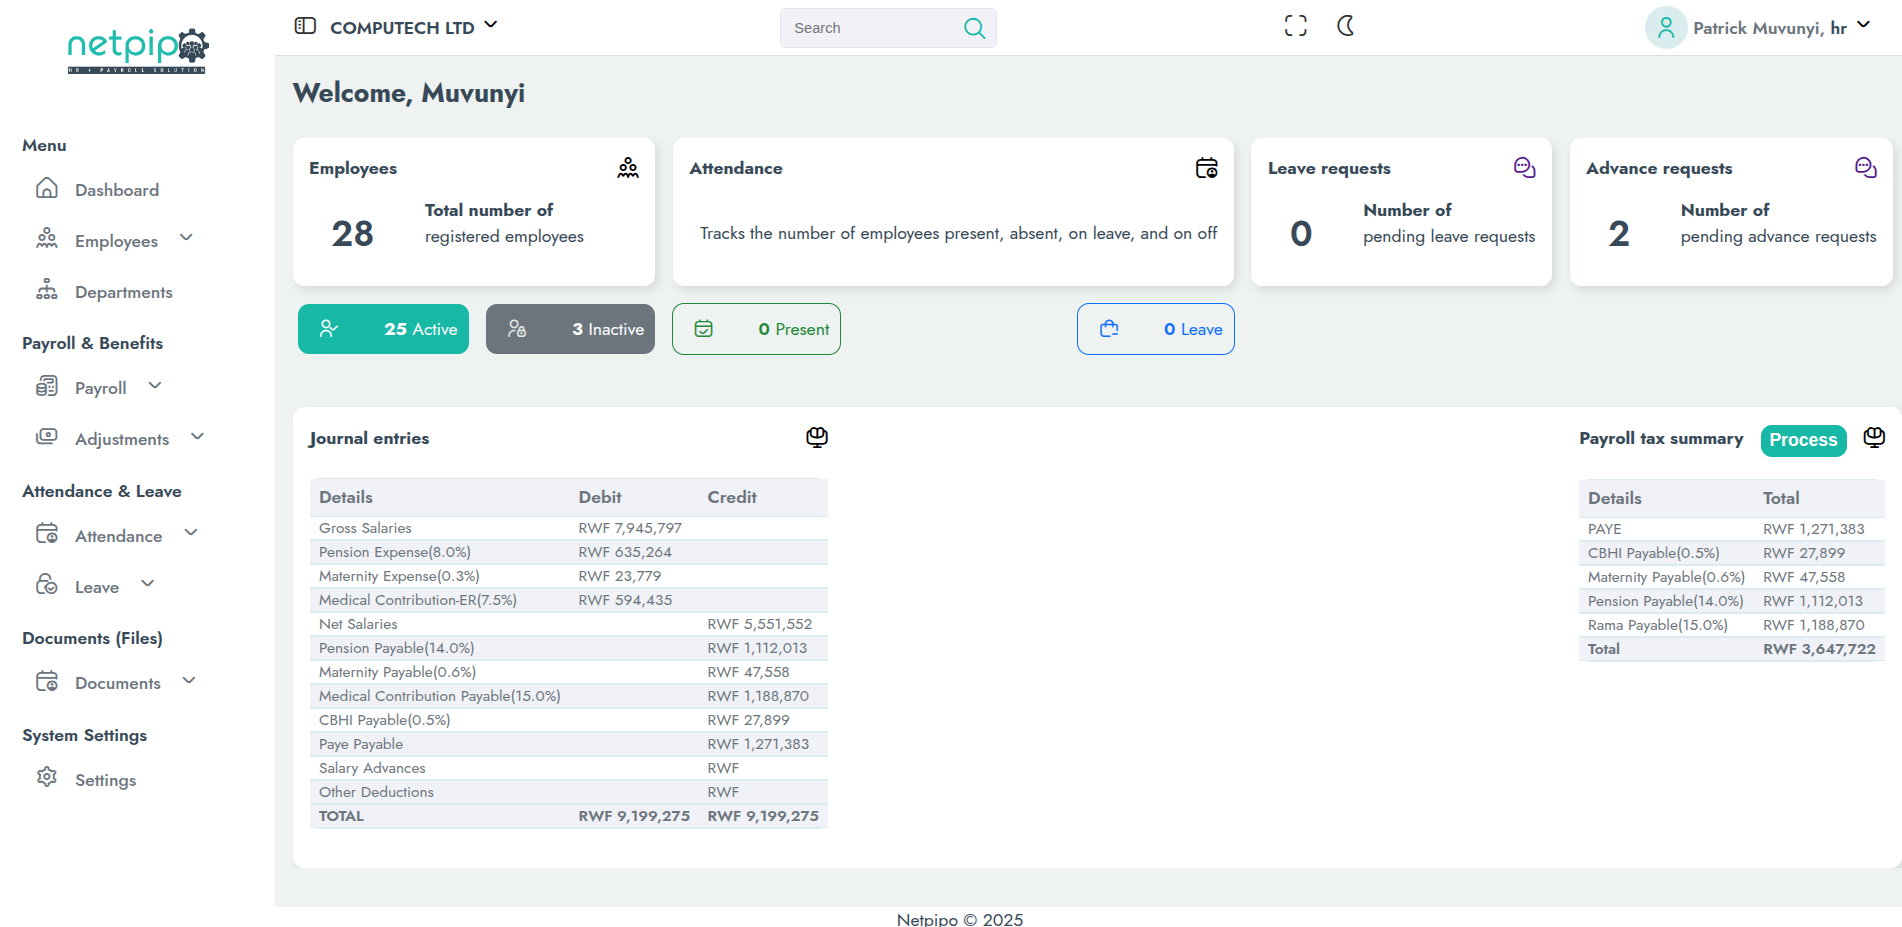 netpipo
HR + PAYROLL SOLUTION
COMPUTECH LTD
Search
Patrick Muvunyi, hr
Menu
Dashboard
Employees
Departments
Payroll & Benefits
Payroll
Adjustments
Attendance & Leave
Attendance
Leave
Documents (Files)
Documents
System Settings
Settings
Welcome, Muvunyi
Employees
28
Total number of
registered employees
Attendance
Tracks the number of employees present, absent, on leave, and on off
Leave requests
0
Number of
pending leave requests
Advance requests
2
Number of
pending advance requests
25 Active
3 Inactive
0 Present
0 Leave
Journal entries
Details Debit Credit
Gross Salaries RWF 7,945,797
Pension Expense(8.0%) RWF 635,264
Maternity Expense(0.3%) RWF 23,779
Medical Contribution-ER(7.5%) RWF 594,435
Net Salaries RWF 5,551,552
Pension Payable(14.0%) RWF 1,112,013
Maternity Payable(0.6%) RWF 47,558
Medical Contribution Payable(15.0%) RWF 1,188,870
CBHI Payable(0.5%) RWF 27,899
Paye Payable RWF 1,271,383
Salary Advances RWF
Other Deductions RWF
TOTAL RWF 9,199,275 RWF 9,199,275
Payroll tax summary Process
Details Total
PAYE RWF 1,271,383
CBHI Payable(0.5%) RWF 27,899
Maternity Payable(0.6%) RWF 47,558
Pension Payable(14.0%) RWF 1,112,013
Rama Payable(15.0%) RWF 1,188,870
Total RWF 3,647,722
Netpipo © 2025